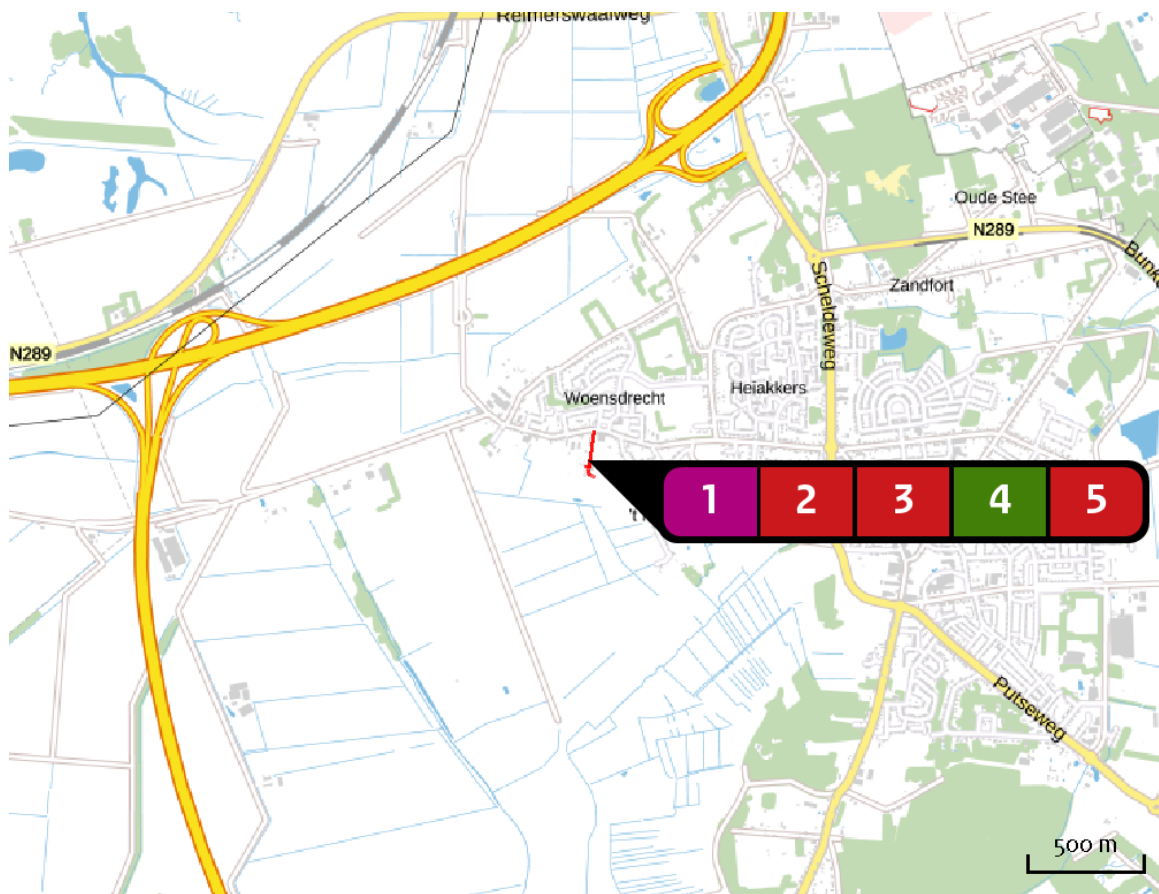 Reimerswaalweg
Oude Stee
N289
Bunk
Zandfort
Scheldeweg
N289
Woensdrecht
Heiakkers
1 2 3 4 5
Putseweg
500 m